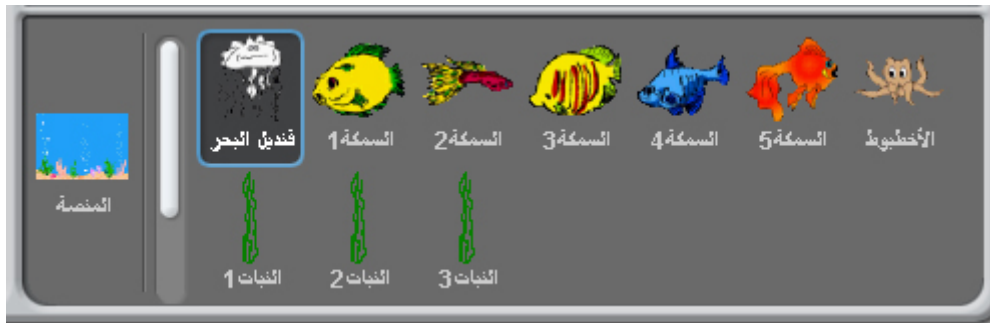 قنديل البحر
السمكة1
السمكة2
السمكة3
السمكة4
السمكة5
الأخطبوط
المنصة
النبات1
النبات2
النبات3